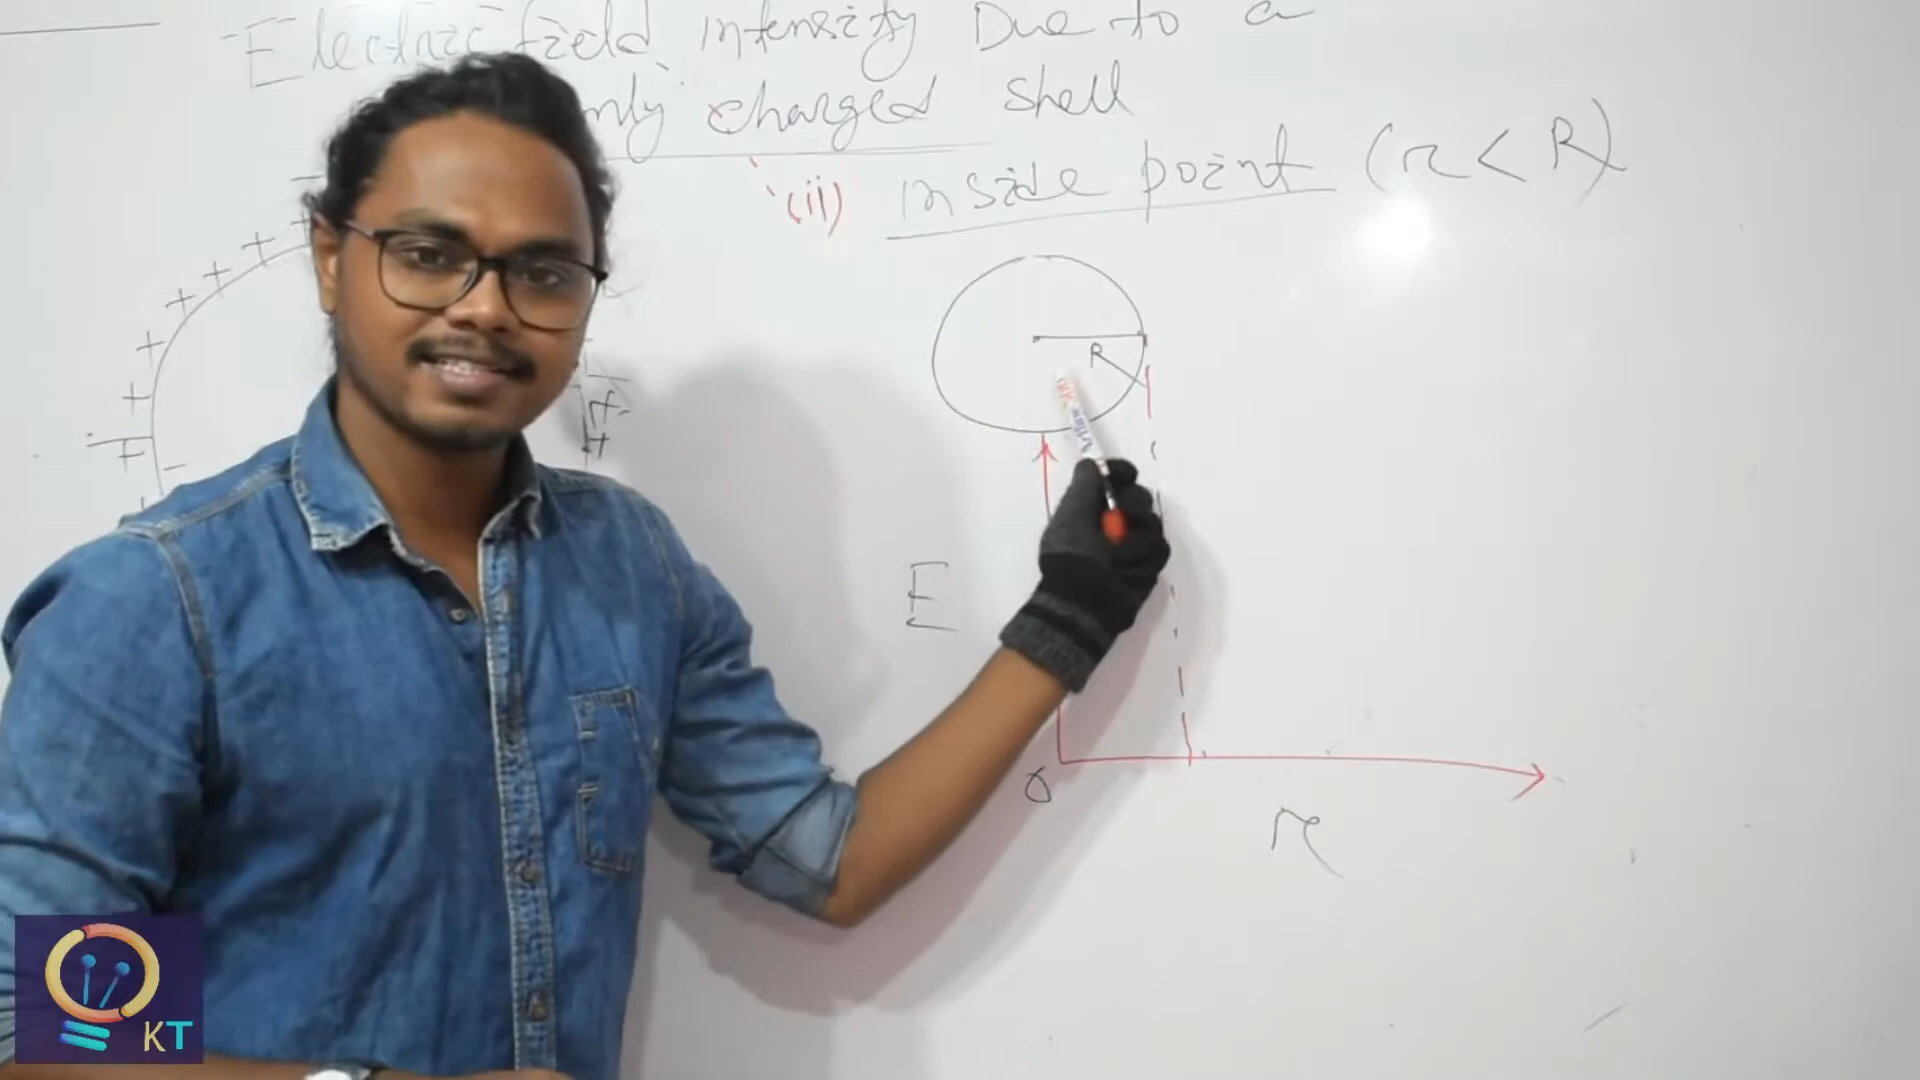 Electric field intensity Due to a
charged shell
(ii) inside point (r < R)
R
E
0
r
KT